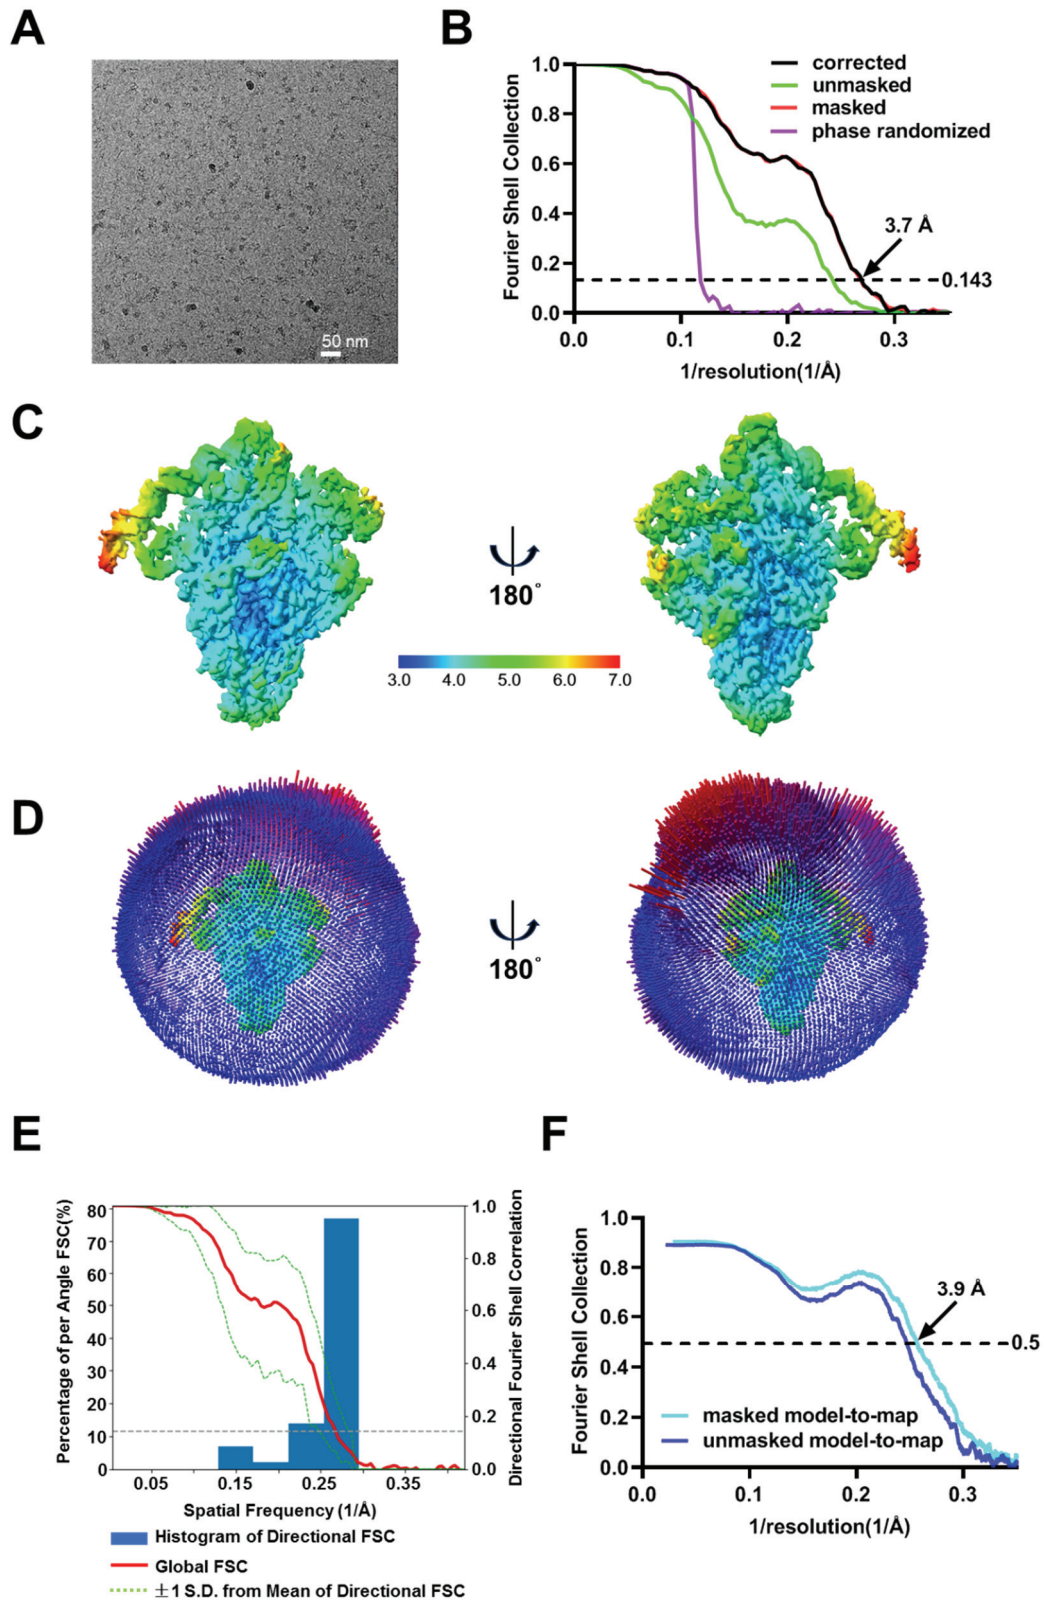 A
50 nm
B
Fourier Shell Collection
1.0
0.8
0.6
0.4
0.2
0.0
0.0 0.1 0.2 0.3
1/resolution(1/Å)
corrected
unmasked
masked
phase randomized
3.7 Å
0.143
C
180°
3.0 4.0 5.0 6.0 7.0
D
180°
E
Percentage of per Angle FSC(%)
80
70
60
50
40
30
20
10
0
0.05 0.15 0.25 0.35
Spatial Frequency (1/Å)
1.0
0.8
0.6
0.4
0.2
0.0
Directional Fourier Shell Correlation
Histogram of Directional FSC
Global FSC
±1 S.D. from Mean of Directional FSC
F
Fourier Shell Collection
1.0
0.8
0.6
0.4
0.2
0.0
0.0 0.1 0.2 0.3
1/resolution(1/Å)
3.9 Å
0.5
masked model-to-map
unmasked model-to-map